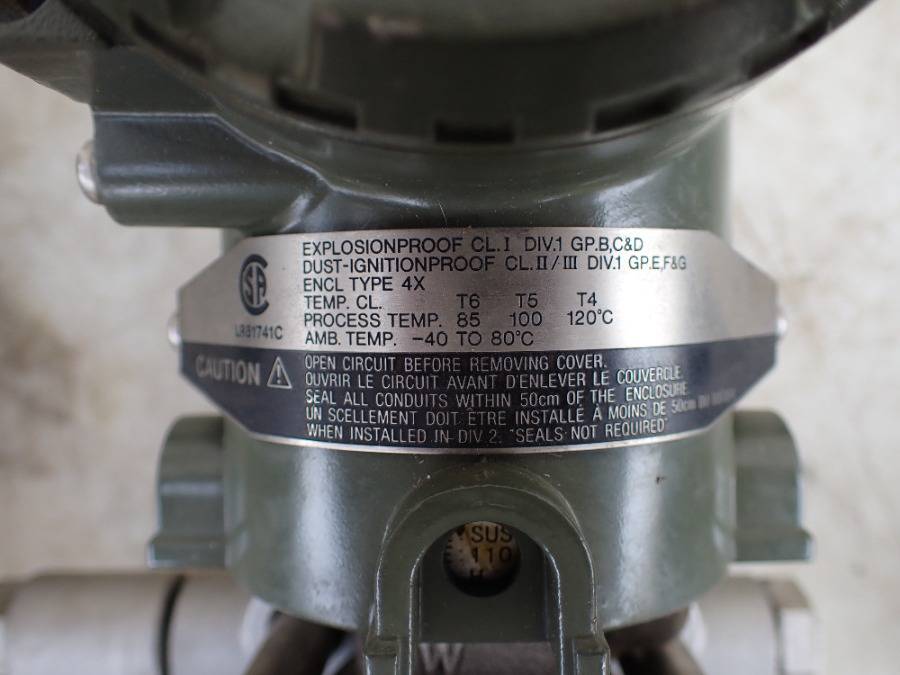 EXPLOSIONPROOF CL.I DIV.1 GP.B,C&D
DUST-IGNITIONPROOF CL.II/III DIV.1 GP.E,F&G
ENCL TYPE 4X
TEMP. CL. T6 T5 T4
PROCESS TEMP. 85 100 120°C
AMB. TEMP. -40 TO 80°C
LR81741C
CAUTION
OPEN CIRCUIT BEFORE REMOVING COVER.
OUVRIR LE CIRCUIT AVANT D'ENLEVER LE COUVERCLE
SEAL ALL CONDUITS WITHIN 50cm OF THE ENCLOSURE
UN SCELLEMENT DOIT ÊTRE INSTALLÉ À MOINS DE 50cm
WHEN INSTALLED IN DIV 2. "SEALS NOT REQUIRED"
SUS
110
W